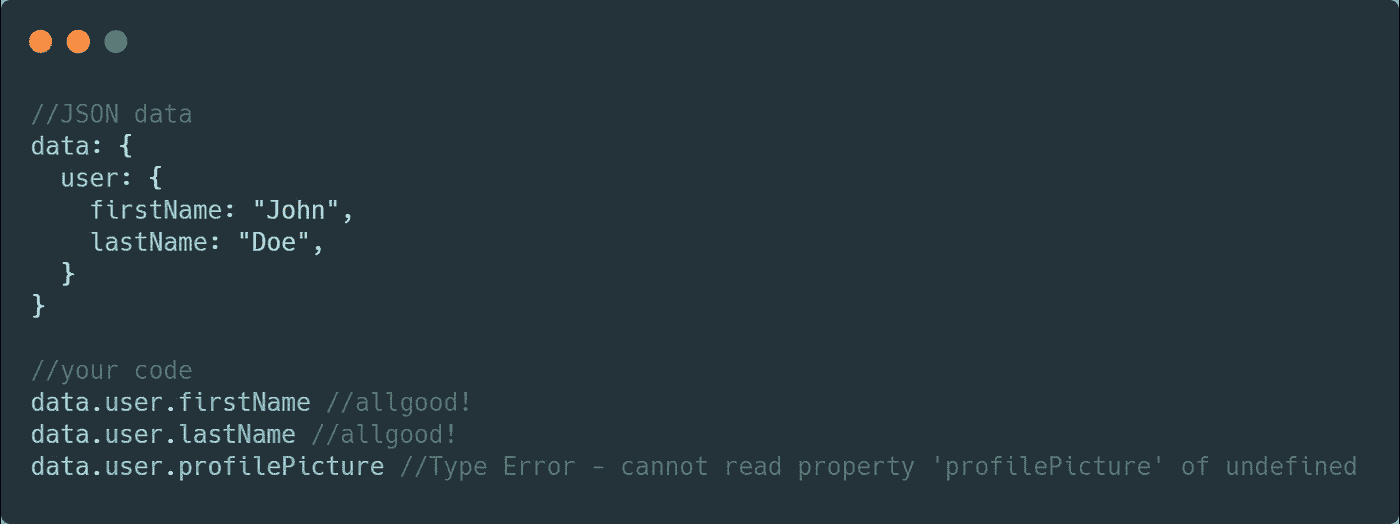 //JSON data
data: {
  user: {
    firstName: "John",
    lastName: "Doe",
  }
}

//your code
data.user.firstName //allgood!
data.user.lastName //allgood!
data.user.profilePicture //Type Error - cannot read property 'profilePicture' of undefined